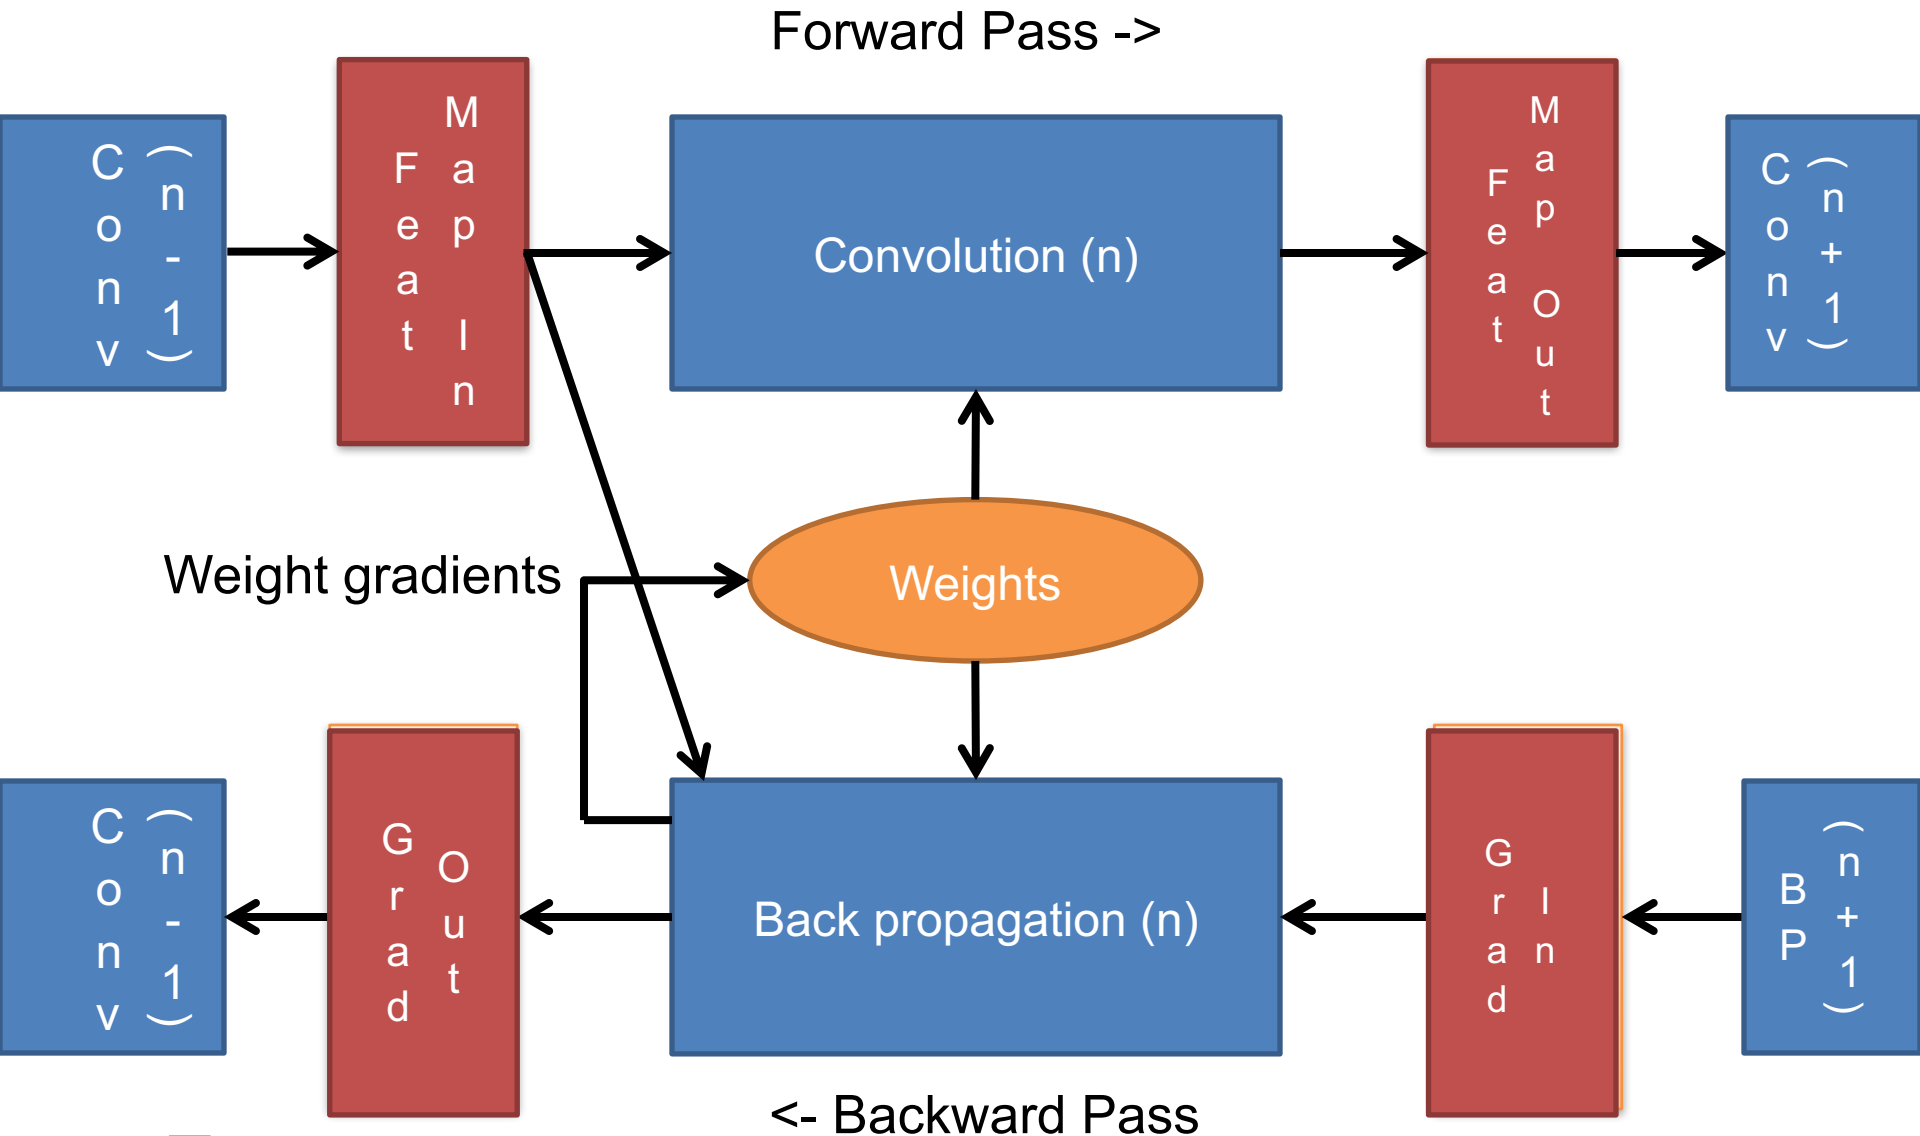 Forward Pass ->
Conv
(n-1)
Feat
Map In
Convolution (n)
Feat
Map Out
Conv
(n+1)
Weight gradients
Weights
Conv
(n-1)
Grad
Out
Back propagation (n)
Grad
In
BP
(n+1)
<- Backward Pass